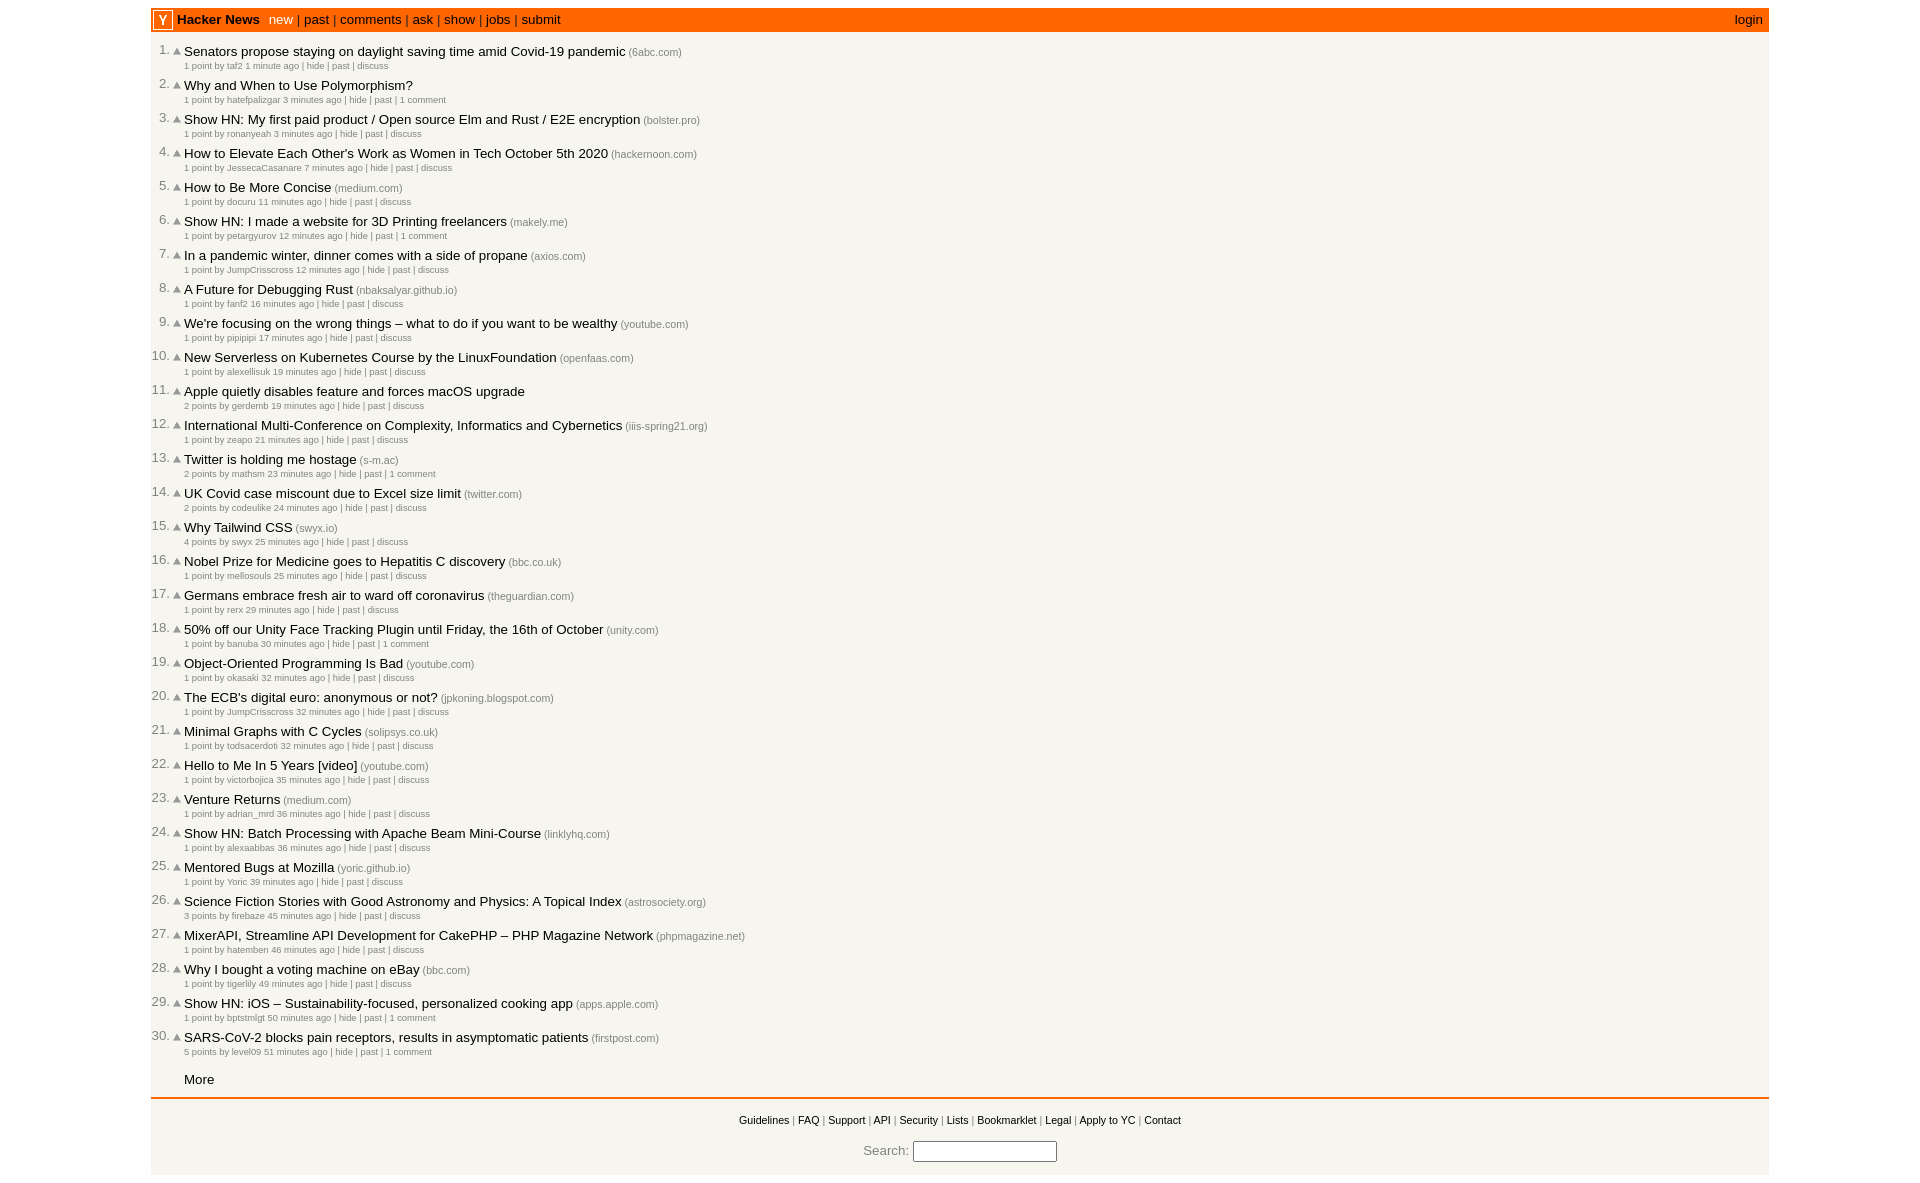 Y Hacker News new | past | comments | ask | show | jobs | submit login
1. Senators propose staying on daylight saving time amid Covid-19 pandemic (6abc.com)
1 point by taf2 1 minute ago | hide | past | discuss
2. Why and When to Use Polymorphism?
1 point by hatefpalizgar 3 minutes ago | hide | past | 1 comment
3. Show HN: My first paid product / Open source Elm and Rust / E2E encryption (bolster.pro)
1 point by ronanyeah 3 minutes ago | hide | past | discuss
4. How to Elevate Each Other's Work as Women in Tech October 5th 2020 (hackernoon.com)
1 point by JessecaCasanare 7 minutes ago | hide | past | discuss
5. How to Be More Concise (medium.com)
1 point by docuru 11 minutes ago | hide | past | discuss
6. Show HN: I made a website for 3D Printing freelancers (makely.me)
1 point by petargyurov 12 minutes ago | hide | past | 1 comment
7. In a pandemic winter, dinner comes with a side of propane (axios.com)
1 point by JumpCrisscross 12 minutes ago | hide | past | discuss
8. A Future for Debugging Rust (nbaksalyar.github.io)
1 point by fanf2 16 minutes ago | hide | past | discuss
9. We're focusing on the wrong things – what to do if you want to be wealthy (youtube.com)
1 point by pipipipi 17 minutes ago | hide | past | discuss
10. New Serverless on Kubernetes Course by the LinuxFoundation (openfaas.com)
1 point by alexellisuk 19 minutes ago | hide | past | discuss
11. Apple quietly disables feature and forces macOS upgrade
2 points by gerdemb 19 minutes ago | hide | past | discuss
12. International Multi-Conference on Complexity, Informatics and Cybernetics (iiis-spring21.org)
1 point by zeapo 21 minutes ago | hide | past | discuss
13. Twitter is holding me hostage (s-m.ac)
2 points by mathsm 23 minutes ago | hide | past | 1 comment
14. UK Covid case miscount due to Excel size limit (twitter.com)
2 points by codeulike 24 minutes ago | hide | past | discuss
15. Why Tailwind CSS (swyx.io)
4 points by swyx 25 minutes ago | hide | past | discuss
16. Nobel Prize for Medicine goes to Hepatitis C discovery (bbc.co.uk)
1 point by mellosouls 25 minutes ago | hide | past | discuss
17. Germans embrace fresh air to ward off coronavirus (theguardian.com)
1 point by rerx 29 minutes ago | hide | past | discuss
18. 50% off our Unity Face Tracking Plugin until Friday, the 16th of October (unity.com)
1 point by banuba 30 minutes ago | hide | past | 1 comment
19. Object-Oriented Programming Is Bad (youtube.com)
1 point by okasaki 32 minutes ago | hide | past | discuss
20. The ECB's digital euro: anonymous or not? (jpkoning.blogspot.com)
1 point by JumpCrisscross 32 minutes ago | hide | past | discuss
21. Minimal Graphs with C Cycles (solipsys.co.uk)
1 point by todsacerdoti 32 minutes ago | hide | past | discuss
22. Hello to Me In 5 Years [video] (youtube.com)
1 point by victorbojica 35 minutes ago | hide | past | discuss
23. Venture Returns (medium.com)
1 point by adrian_mrd 36 minutes ago | hide | past | discuss
24. Show HN: Batch Processing with Apache Beam Mini-Course (linklyhq.com)
1 point by alexaabbas 36 minutes ago | hide | past | discuss
25. Mentored Bugs at Mozilla (yoric.github.io)
1 point by Yoric 39 minutes ago | hide | past | discuss
26. Science Fiction Stories with Good Astronomy and Physics: A Topical Index (astrosociety.org)
3 points by firebaze 45 minutes ago | hide | past | discuss
27. MixerAPI, Streamline API Development for CakePHP – PHP Magazine Network (phpmagazine.net)
1 point by hatemben 46 minutes ago | hide | past | discuss
28. Why I bought a voting machine on eBay (bbc.com)
1 point by tigerlily 49 minutes ago | hide | past | discuss
29. Show HN: iOS – Sustainability-focused, personalized cooking app (apps.apple.com)
1 point by bptstmlgt 50 minutes ago | hide | past | 1 comment
30. SARS-CoV-2 blocks pain receptors, results in asymptomatic patients (firstpost.com)
5 points by level09 51 minutes ago | hide | past | 1 comment
More
Guidelines | FAQ | Support | API | Security | Lists | Bookmarklet | Legal | Apply to YC | Contact
Search: